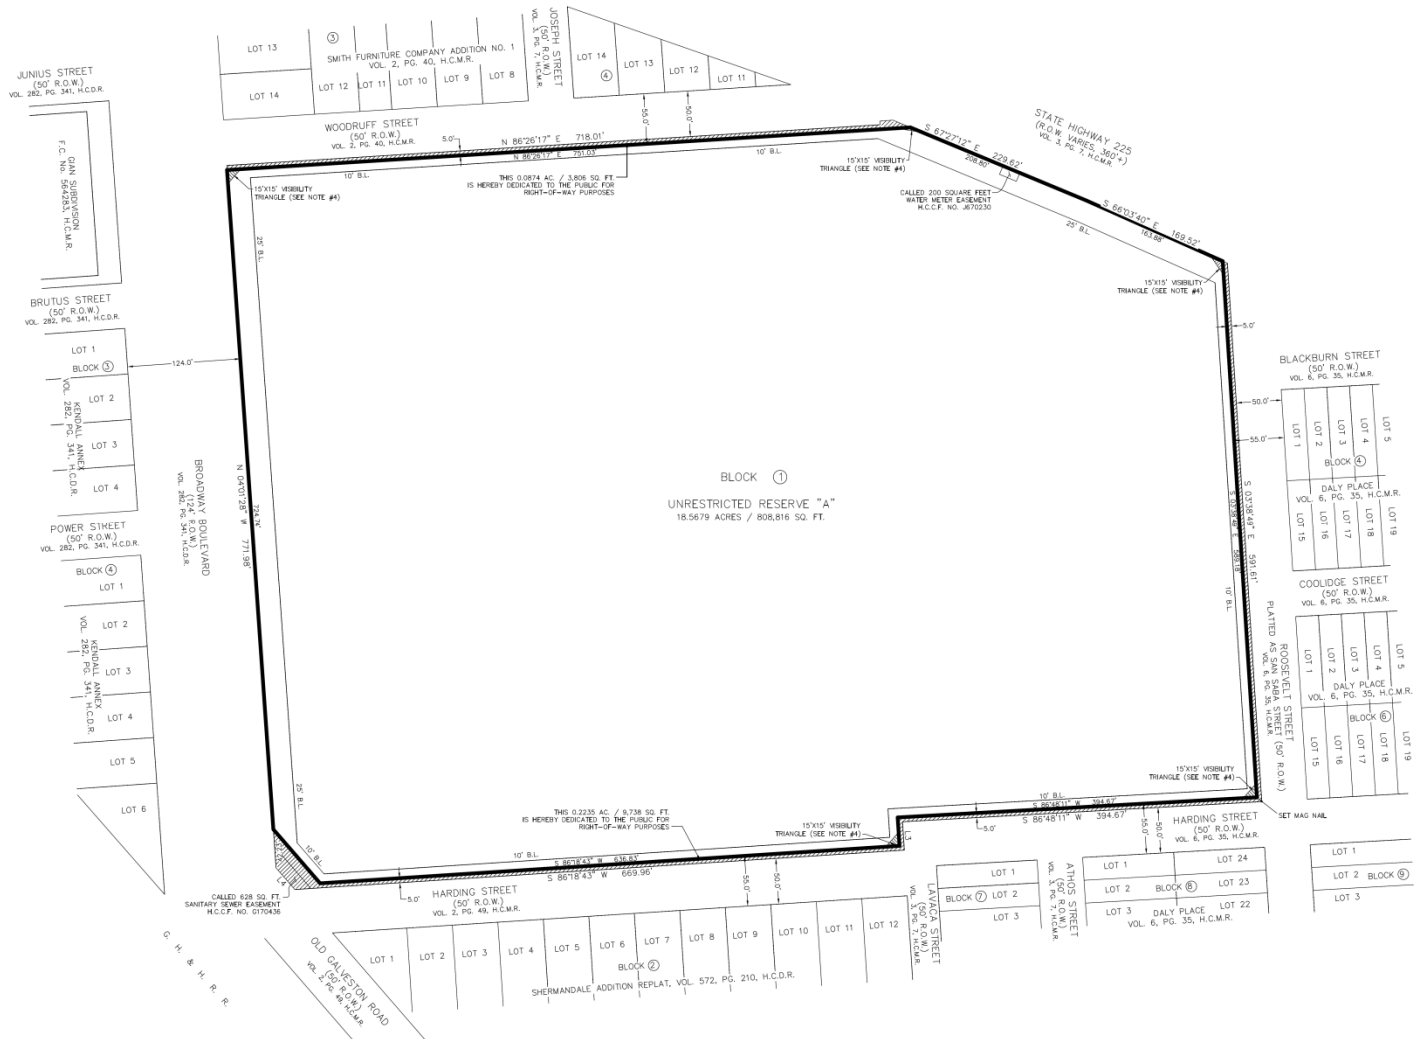 JUNIUS STREET
(50' R.O.W.)
VOL. 282, PG. 341, H.C.D.R.
GIAN SUBDIVISION
F.C. No. 564283, H.C.M.R.
BRUTUS STREET
(50' R.O.W.)
VOL. 282, PG. 341, H.C.D.R.
LOT 1
BLOCK 3
LOT 2
LOT 3
LOT 4
KENDALL ANNEX
VOL. 282, PG. 341, H.C.D.R.
124.0'
POWER STREET
(50' R.O.W.)
VOL. 282, PG. 341, H.C.D.R.
BLOCK 4
LOT 1
LOT 2
LOT 3
LOT 4
LOT 5
LOT 6
KENDALL ANNEX
VOL. 282, PG. 341, H.C.D.R.
BROADWAY BOULEVARD
(124' R.O.W.)
VOL. 282, PG. 341, H.C.D.R.
LOT 13
LOT 14
3
SMITH FURNITURE COMPANY ADDITION NO. 1
VOL. 2, PG. 40, H.C.M.R.
LOT 12
LOT 11
LOT 10
LOT 9
LOT 8
JOSEPH STREET
(50' R.O.W.)
VOL. 3, PG. 7, H.C.M.R.
LOT 14
4
LOT 13
LOT 12
LOT 11
WOODRUFF STREET
(50' R.O.W.)
VOL. 2, PG. 40, H.C.M.R.
5.0'
55.0'
50.0'
N 86°26'17" E 718.01'
N 86°26'17" E 751.03'
10' B.L.
10' B.L.
15'X15' VISIBILITY
TRIANGLE (SEE NOTE #4)
THIS 0.0874 AC. / 3,806 SQ. FT.
IS HEREBY DEDICATED TO THE PUBLIC FOR
RIGHT-OF-WAY PURPOSES
15'X15' VISIBILITY
TRIANGLE (SEE NOTE #4)
S 67°27'12" E 229.62'
208.80'
STATE HIGHWAY 225
(R.O.W. VARIES, 360'+)
VOL. 3, PG. 7, H.C.M.R.
CALLED 200 SQUARE FEET
WATER METER EASEMENT
H.C.C.F. NO. J670230
S 66°03'40" E 169.52'
163.88'
25' B.L.
15'X15' VISIBILITY
TRIANGLE (SEE NOTE #4)
25' B.L.
N 04°01'28" W 771.98'
724.74'
BLOCK 1
UNRESTRICTED RESERVE "A"
18.5679 ACRES / 808,816 SQ. FT.
5.0'
50.0'
55.0'
BLACKBURN STREET
(50' R.O.W.)
VOL. 6, PG. 35, H.C.M.R.
LOT 1
LOT 2
LOT 3
LOT 4
LOT 5
BLOCK 4
DALY PLACE
VOL. 6, PG. 35, H.C.M.R.
LOT 15
LOT 16
LOT 17
LOT 18
LOT 19
S 03°38'49" E 591.61'
S 03°38'49" E 589.18'
10' B.L.
COOLIDGE STREET
(50' R.O.W.)
VOL. 6, PG. 35, H.C.M.R.
LOT 1
LOT 2
LOT 3
LOT 4
LOT 5
DALY PLACE
VOL. 6, PG. 35, H.C.M.R.
BLOCK 6
LOT 15
LOT 16
LOT 17
LOT 18
LOT 19
ROOSEVELT STREET
PLATTED AS SAN SABA STREET (50' R.O.W.)
VOL. 6, PG. 35, H.C.M.R.
15'X15' VISIBILITY
TRIANGLE (SEE NOTE #4)
10' B.L.
S 86°48'11" W 394.67'
S 86°48'11" W 394.67'
5.0'
55.0'
50.0'
SET MAG NAIL
HARDING STREET
(50' R.O.W.)
VOL. 6, PG. 35, H.C.M.R.
THIS 0.2235 AC. / 9,738 SQ. FT.
IS HEREBY DEDICATED TO THE PUBLIC FOR
RIGHT-OF-WAY PURPOSES
15'X15' VISIBILITY
TRIANGLE (SEE NOTE #4)
L3
25' B.L.
10' B.L.
10' B.L.
S 86°18'43" W 636.83'
S 86°18'43" W 669.96'
L4
5.0'
55.0'
50.0'
CALLED 628 SQ. FT.
SANITARY SEWER EASEMENT
H.C.C.F. NO. G170436
HARDING STREET
(50' R.O.W.)
VOL. 2, PG. 49, H.C.M.R.
G. H. & H. R. R.
OLD GALVESTON ROAD
(50' R.O.W.)
VOL. 2, PG. 49, H.C.M.R.
LOT 1
LOT 2
LOT 3
LOT 4
LOT 5
LOT 6
LOT 7
LOT 8
LOT 9
LOT 10
LOT 11
LOT 12
BLOCK 2
SHERMANDALE ADDITION REPLAT, VOL. 572, PG. 210, H.C.D.R.
LAVACA STREET
(50' R.O.W.)
VOL. 3, PG. 7, H.C.M.R.
LOT 1
BLOCK 7 LOT 2
LOT 3
ATHOS STREET
(50' R.O.W.)
VOL. 3, PG. 7, H.C.M.R.
LOT 1
LOT 24
LOT 2
BLOCK 8
LOT 23
LOT 3
LOT 22
DALY PLACE
VOL. 6, PG. 35, H.C.M.R.
LOT 1
LOT 2 BLOCK 9
LOT 3